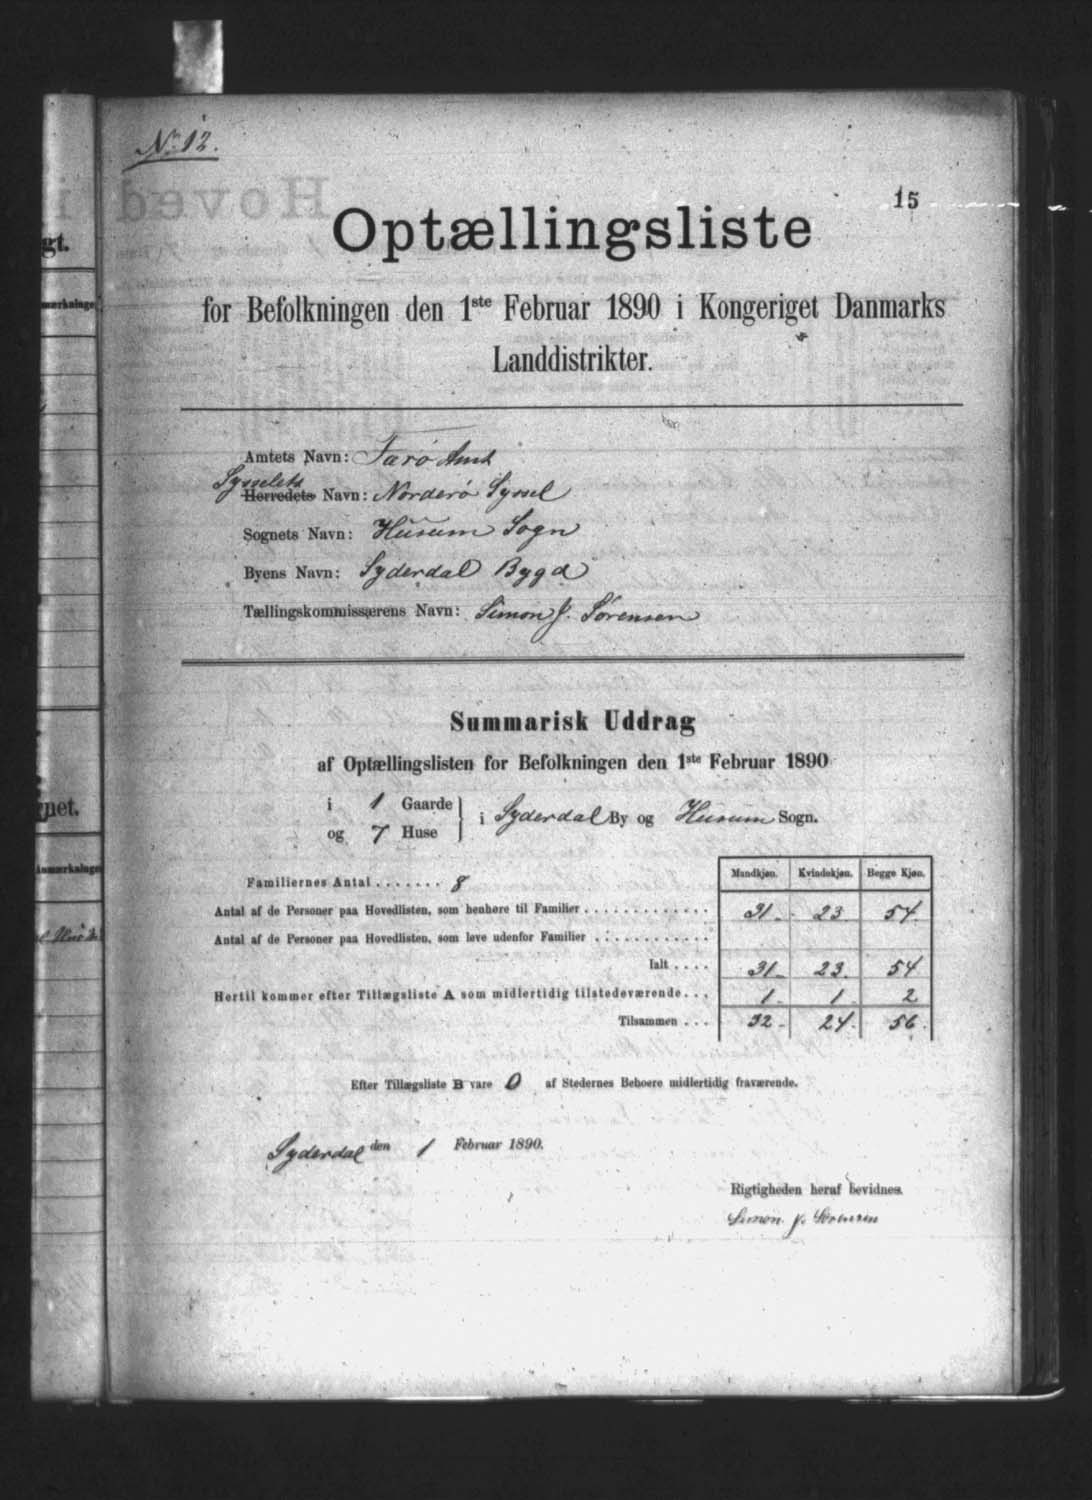 No 12.
15
Optællingsliste
for Befolkningen den 1ste Februar 1890 i Kongeriget Danmarks
Landdistrikter.
Amtets Navn: Færö Amt
Sysselets
Herredets Navn: Norderö Syssel
Sognets Navn: Husum Sogn
Byens Navn: Syderdal Bygd
Tællingskommissærens Navn: Simon J. Sørensen
Summarisk Uddrag
af Optællingslisten for Befolkningen den 1ste Februar 1890
i 1 Gaarde
og 7 Huse
i Syderdal By og Husum Sogn.
Mandkjøn. Kvindekjøn. Begge Kjøn.
Familiernes Antal ....... 8
Antal af de Personer paa Hovedlisten, som henhøre til Familier ............. 31 23 54
Antal af de Personer paa Hovedlisten, som leve udenfor Familier ............
Ialt .... 31 23 54
Hertil kommer efter Tillægsliste A som midlertidig tilstedeværende... 1 1 2
Tilsammen ... 32 24 56
Efter Tillægsliste B vare 0 af Stedernes Beboere midlertidig fraværende.
Syderdal den 1 Februar 1890.
Rigtigheden heraf bevidnes.
Simon J. Sørensen